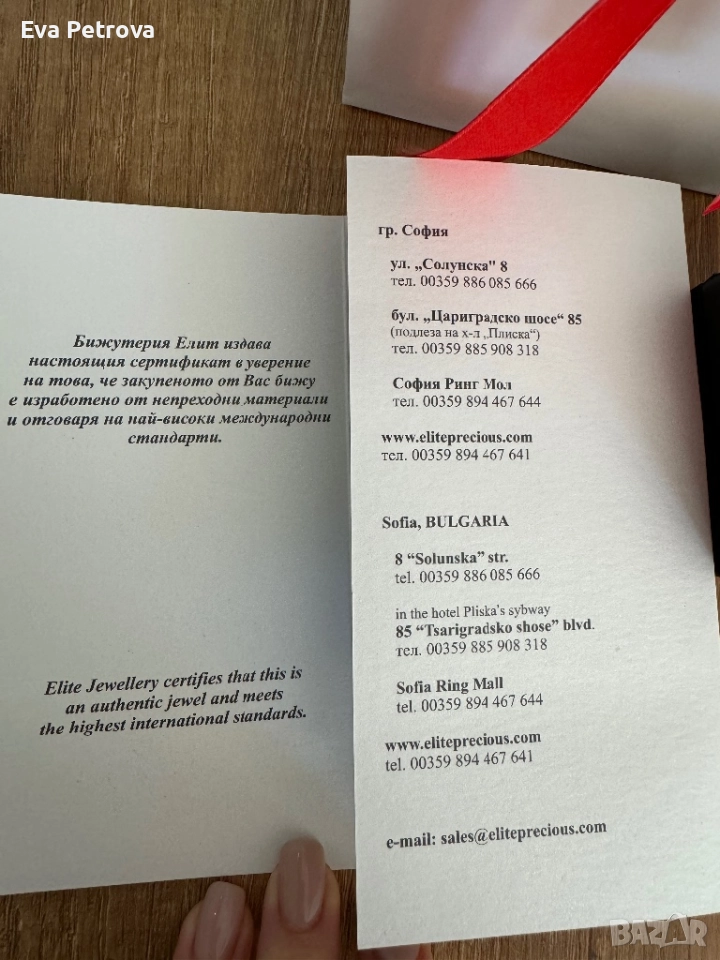 Eva Petrova
Бижутерия Елит издава
настоящия сертификат в уверение
на това, че закупеното от Вас бижу
е изработено от непреходни материали
и отговаря на най-високи международни
стандарти.
Elite Jewellery certifies that this is
an authentic jewel and meets
the highest international standards.
гр. София
ул. „Солунска" 8
тел. 00359 886 085 666
бул. „Цариградско шосе“ 85
(подлеза на х-л „Плиска“)
тел. 00359 885 908 318
София Ринг Мол
тел. 00359 894 467 644
www.eliteprecious.com
тел. 00359 894 467 641
Sofia, BULGARIA
8 “Solunska” str.
tel. 00359 886 085 666
in the hotel Pliska's sybway
85 “Tsarigradsko shose” blvd.
тел. 00359 885 908 318
Sofia Ring Mall
tel. 00359 894 467 644
www.eliteprecious.com
tel. 00359 894 467 641
e-mail: sales@eliteprecious.com
BAZAR